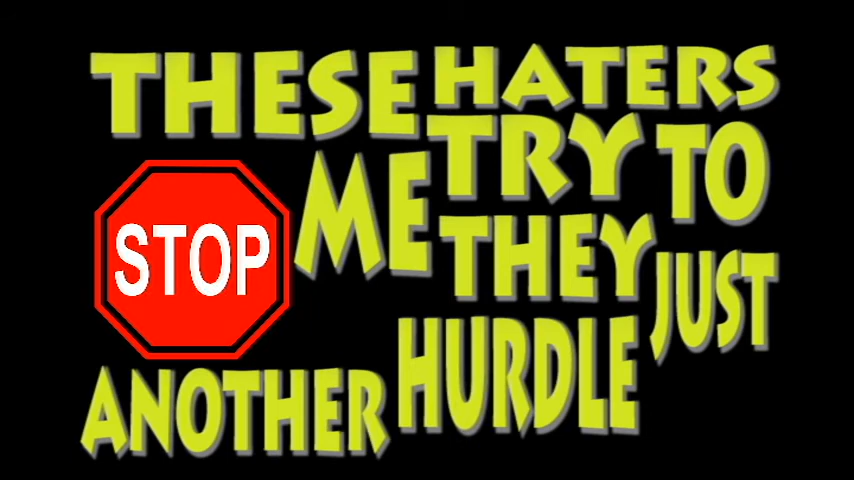 THESE HATERS
TRY TO
STOP ME
THEY JUST
ANOTHER HURDLE